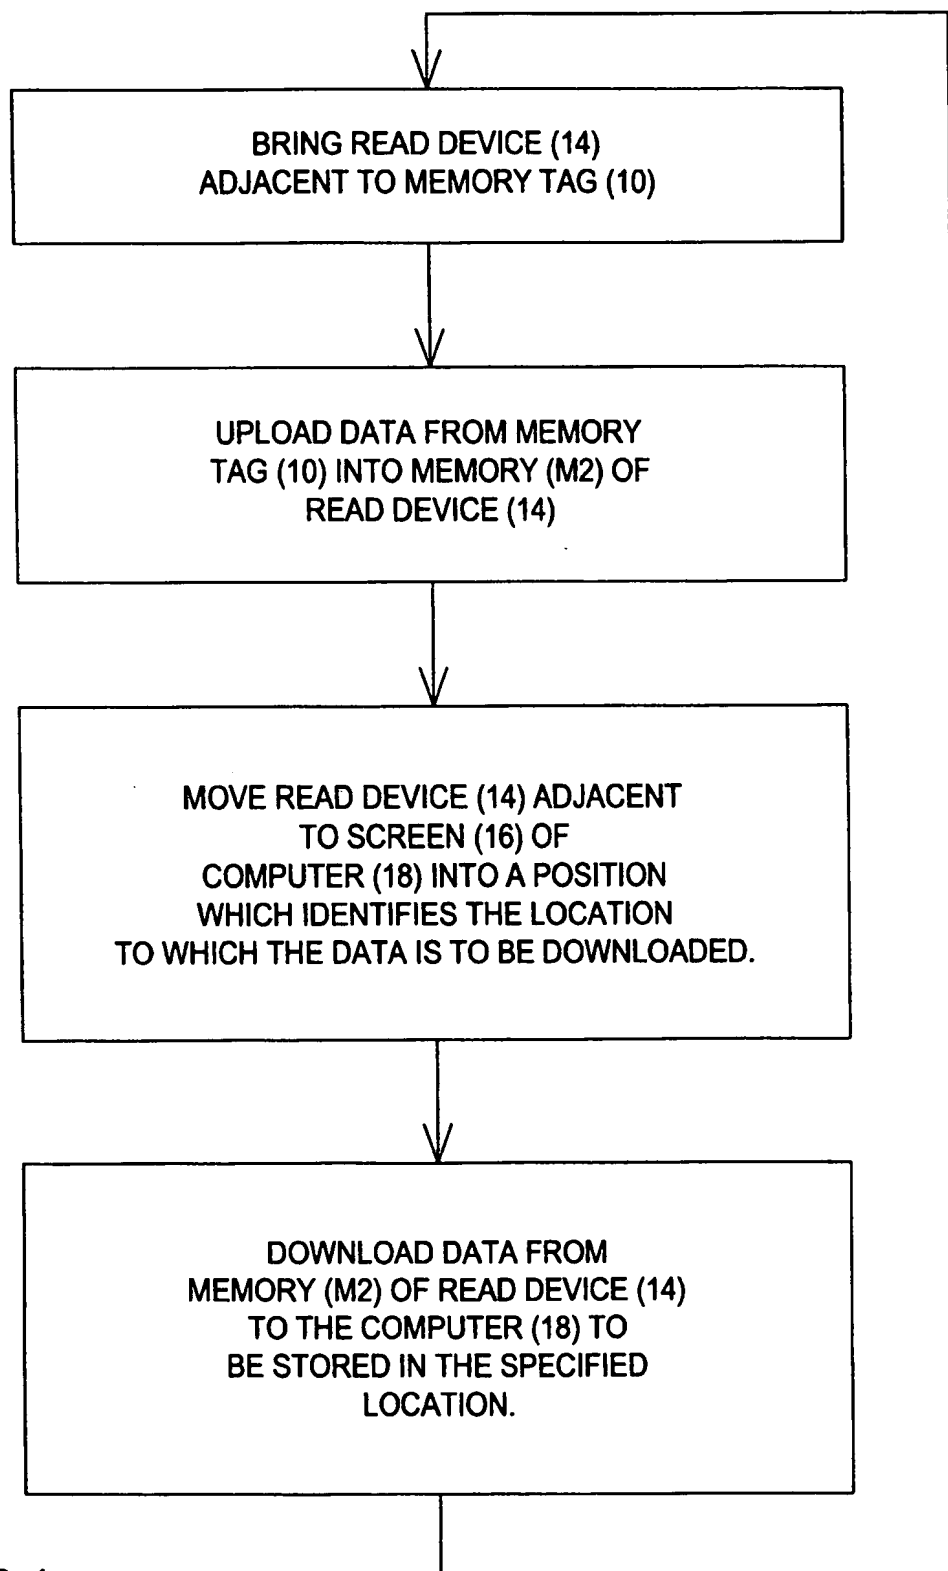 BRING READ DEVICE (14)
ADJACENT TO MEMORY TAG (10)
UPLOAD DATA FROM MEMORY
TAG (10) INTO MEMORY (M2) OF
READ DEVICE (14)
MOVE READ DEVICE (14) ADJACENT
TO SCREEN (16) OF
COMPUTER (18) INTO A POSITION
WHICH IDENTIFIES THE LOCATION
TO WHICH THE DATA IS TO BE DOWNLOADED.
DOWNLOAD DATA FROM
MEMORY (M2) OF READ DEVICE (14)
TO THE COMPUTER (18) TO
BE STORED IN THE SPECIFIED
LOCATION.